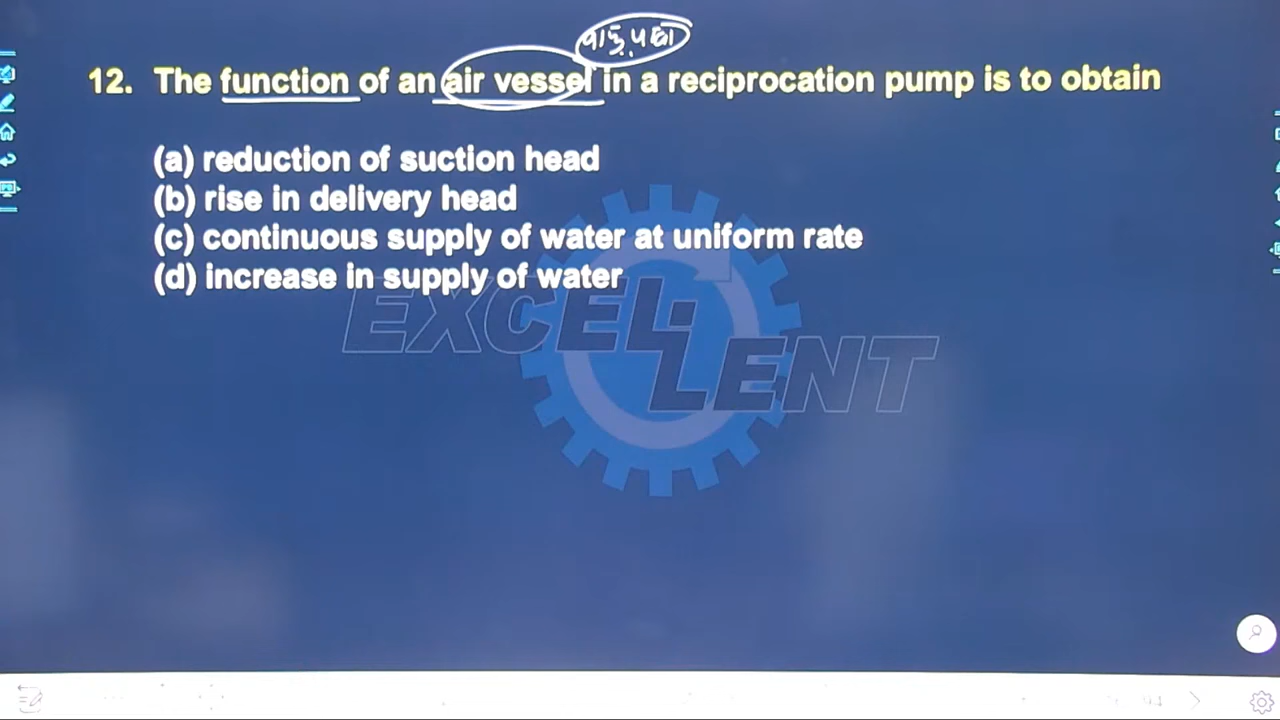 12. The function of an air vessel in a reciprocation pump is to obtain
(a) reduction of suction head
(b) rise in delivery head
(c) continuous supply of water at uniform rate
(d) increase in supply of water
EXCELLENT